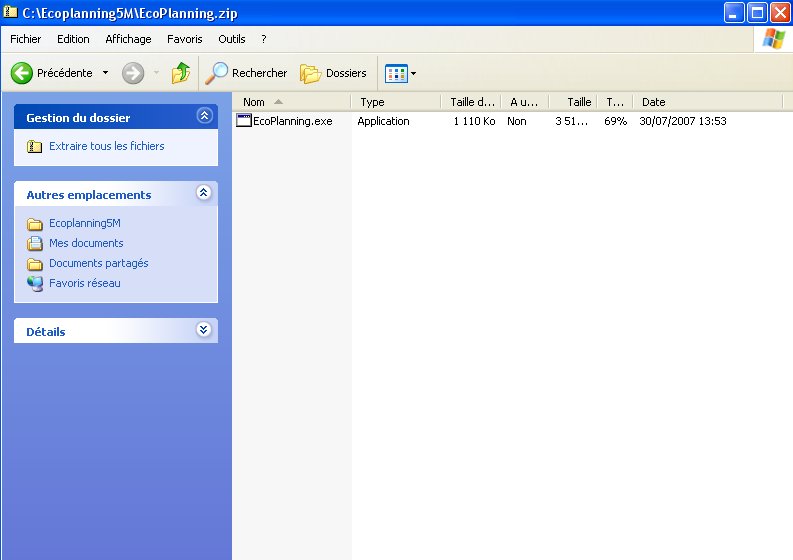 C:\Ecoplanning5M\EcoPlanning.zip
Fichier Edition Affichage Favoris Outils ?
Précédente Rechercher Dossiers
Nom Type Taille d... A u... Taille T... Date
EcoPlanning.exe Application 1 110 Ko Non 3 51... 69% 30/07/2007 13:53
Gestion du dossier
Extraire tous les fichiers
Autres emplacements
Ecoplanning5M
Mes documents
Documents partagés
Favoris réseau
Détails